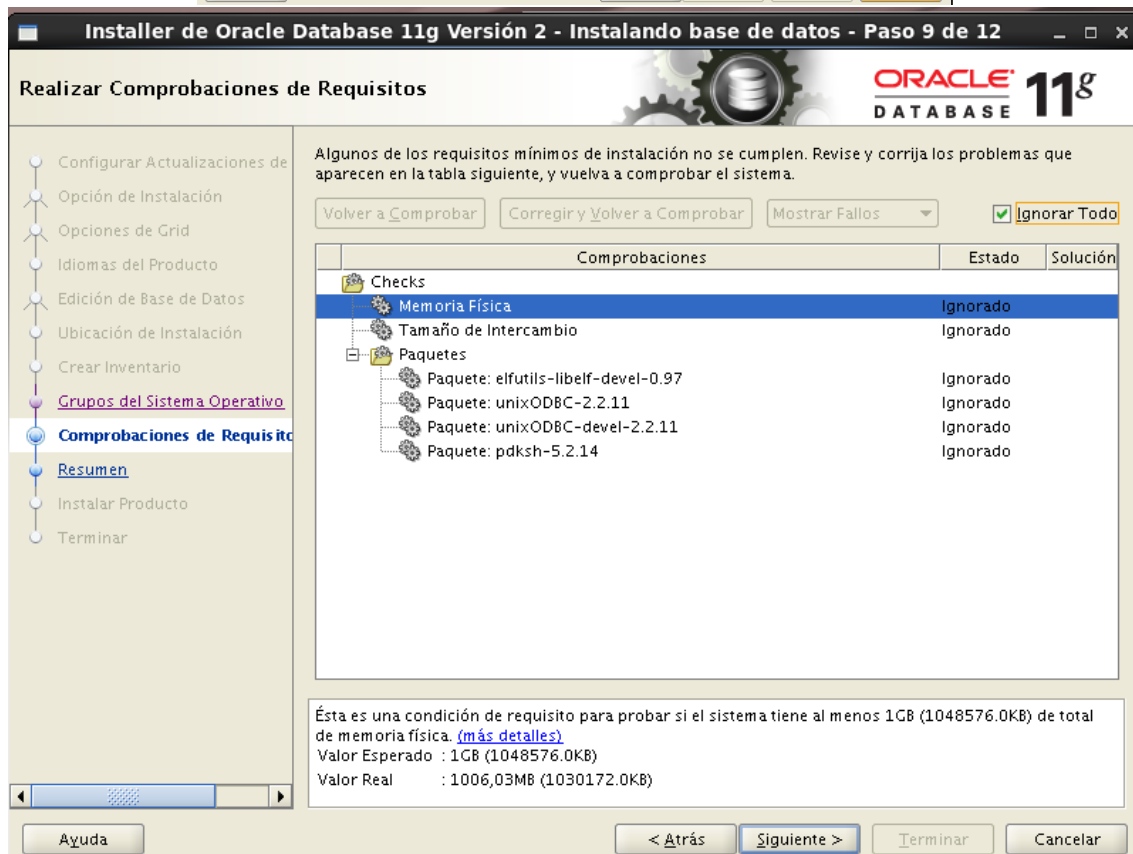 Installer de Oracle Database 11g Versión 2 - Instalando base de datos - Paso 9 de 12
Realizar Comprobaciones de Requisitos
ORACLE
DATABASE
11g
Configurar Actualizaciones de
Opción de Instalación
Opciones de Grid
Idiomas del Producto
Edición de Base de Datos
Ubicación de Instalación
Crear Inventario
Grupos del Sistema Operativo
Comprobaciones de Requisito
Resumen
Instalar Producto
Terminar
Algunos de los requisitos mínimos de instalación no se cumplen. Revise y corrija los problemas que
aparecen en la tabla siguiente, y vuelva a comprobar el sistema.
Volver a Comprobar
Corregir y Volver a Comprobar
Mostrar Fallos
Ignorar Todo
Comprobaciones Estado Solución
Checks
Memoria Física Ignorado
Tamaño de Intercambio Ignorado
Paquetes
Paquete: elfutils-libelf-devel-0.97 Ignorado
Paquete: unixODBC-2.2.11 Ignorado
Paquete: unixODBC-devel-2.2.11 Ignorado
Paquete: pdksh-5.2.14 Ignorado
Ésta es una condición de requisito para probar si el sistema tiene al menos 1GB (1048576.0KB) de total
de memoria física. (más detalles)
Valor Esperado : 1GB (1048576.0KB)
Valor Real : 1006,03MB (1030172.0KB)
Ayuda
< Atrás
Siguiente >
Terminar
Cancelar